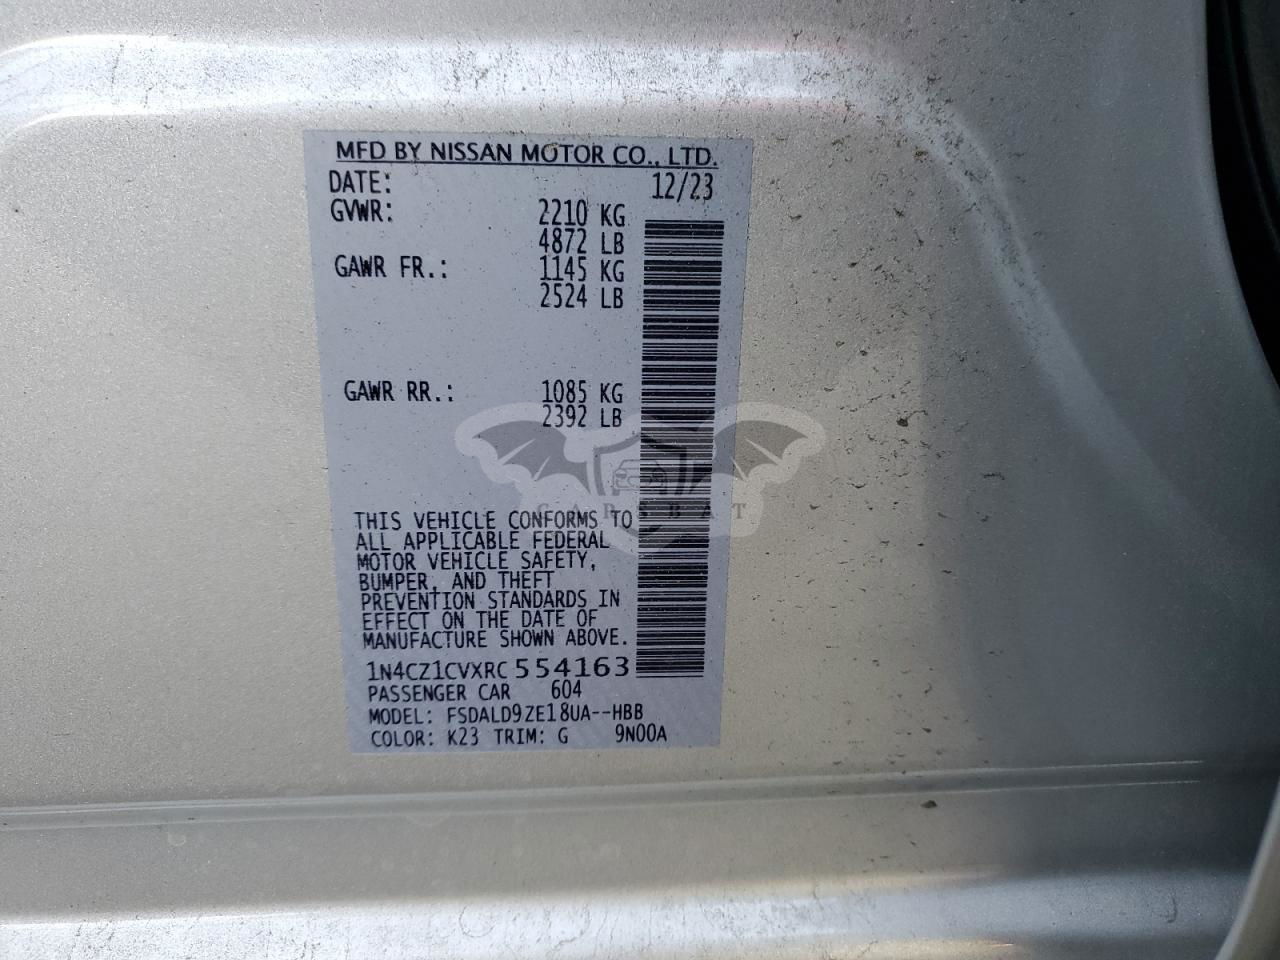 MFD BY NISSAN MOTOR CO., LTD.
DATE: 12/23
GVWR: 2210 KG
4872 LB
GAWR FR.: 1145 KG
2524 LB
GAWR RR.: 1085 KG
2392 LB
CARSBAT
THIS VEHICLE CONFORMS TO
ALL APPLICABLE FEDERAL
MOTOR VEHICLE SAFETY,
BUMPER, AND THEFT
PREVENTION STANDARDS IN
EFFECT ON THE DATE OF
MANUFACTURE SHOWN ABOVE.
1N4CZ1CVXRC554163
PASSENGER CAR 604
MODEL: FSDALD9ZE18UA--HBB
COLOR: K23 TRIM: G 9N00A